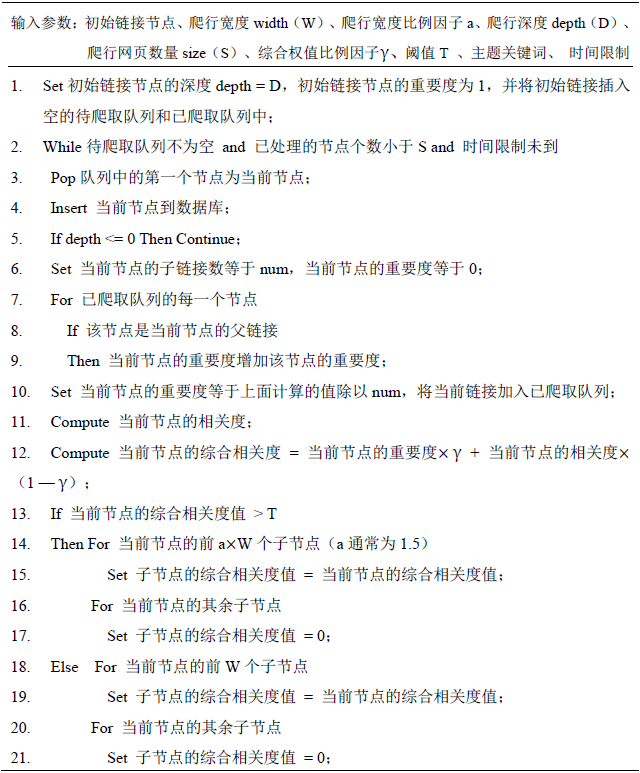 输入参数：初始链接节点、爬行宽度 width（W）、爬行宽度比例因子 a、爬行深度 depth（D）、
爬行网页数量 size（S）、综合权值比例因子γ、阈值 T 、主题关键词、 时间限制
1. Set 初始链接节点的深度 depth = D，初始链接节点的重要度为 1，并将初始链接插入
空的待爬取队列和已爬取队列中；
2. While 待爬取队列不为空 and 已处理的节点个数小于 S and 时间限制未到
3. Pop 队列中的第一个节点为当前节点；
4. Insert 当前节点到数据库；
5. If depth <= 0 Then Continue；
6. Set 当前节点的子链接数等于 num，当前节点的重要度等于 0；
7. For 已爬取队列的每一个节点
8. If 该节点是当前节点的父链接
9. Then 当前节点的重要度增加该节点的重要度；
10. Set 当前节点的重要度等于上面计算的值除以 num，将当前链接加入已爬取队列；
11. Compute 当前节点的相关度；
12. Compute 当前节点的综合相关度 = 当前节点的重要度× γ + 当前节点的相关度×
（1 — γ）；
13. If 当前节点的综合相关度值 > T
14. Then For 当前节点的前 a×W 个子节点（a 通常为 1.5）
15. Set 子节点的综合相关度值 = 当前节点的综合相关度值；
16. For 当前节点的其余子节点
17. Set 子节点的综合相关度值 = 0；
18. Else For 当前节点的前 W 个子节点
19. Set 子节点的综合相关度值 = 当前节点的综合相关度值；
20. For 当前节点的其余子节点
21. Set 子节点的综合相关度值 = 0；